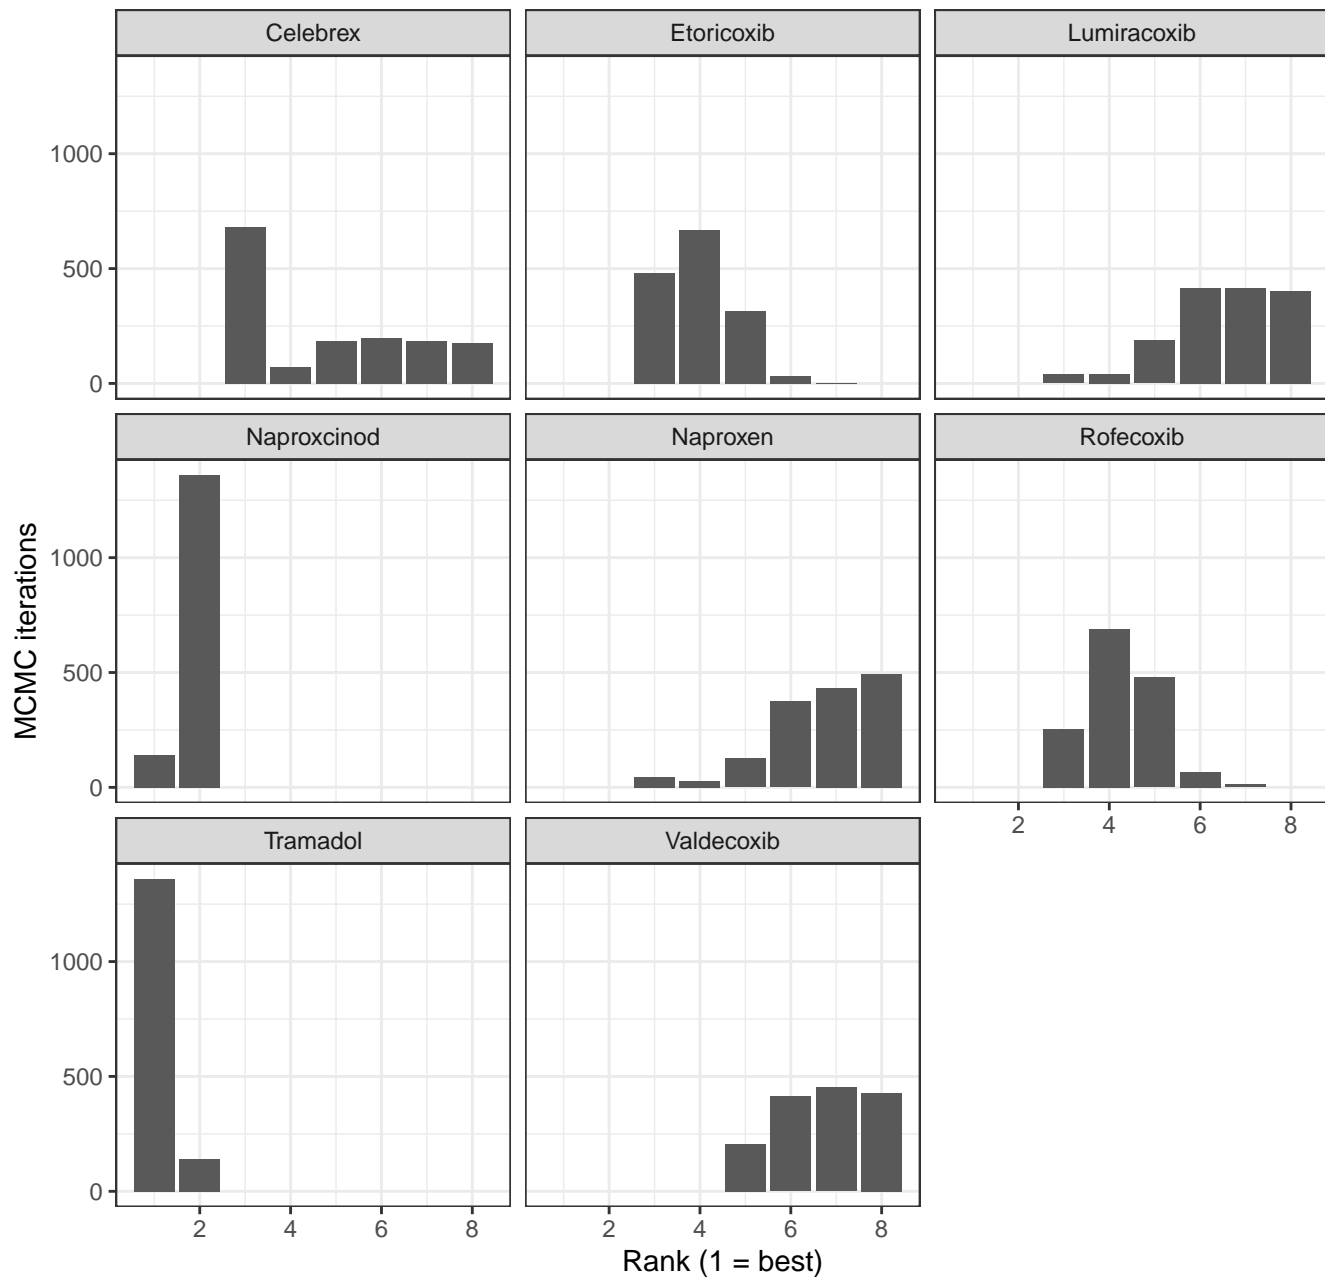 Celebrex Etoricoxib Lumiracoxib
1000
500
0
Naproxcinod Naproxen Rofecoxib
1000
500
0
2 4 6 8
Tramadol Valdecoxib
1000
500
0
2 4 6 8 2 4 6 8
Rank (1 = best)
MCMC iterations